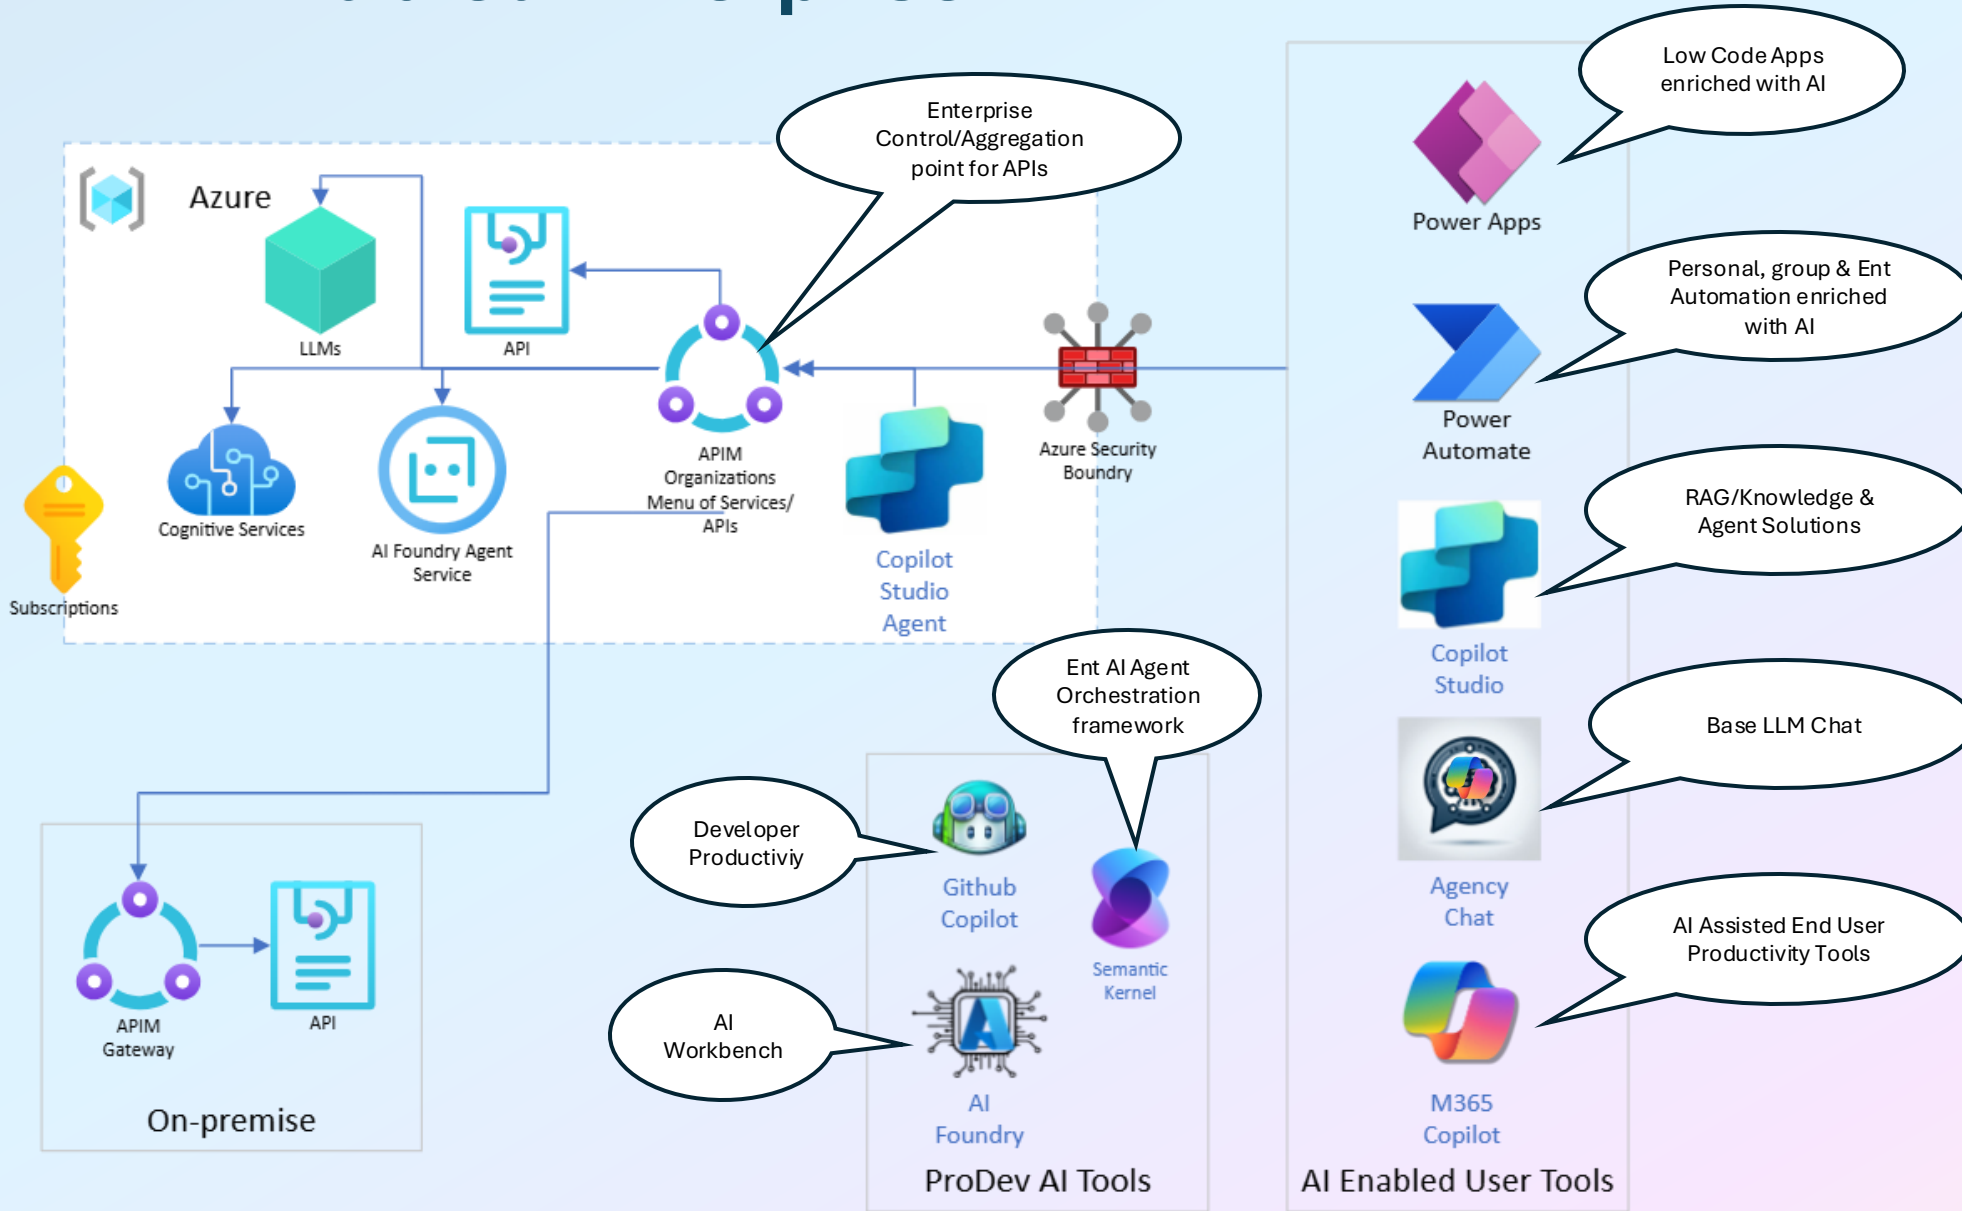 Low Code Apps
enriched with AI
Enterprise
Control/Aggregation
point for APIs
Azure
LLMs
API
Power Apps
Personal, group & Ent
Automation enriched
with AI
Power
Automate
Azure Security
Boundry
APIM
Organizations
Menu of Services/
APIs
Cognitive Services
AI Foundry Agent
Service
Copilot
Studio
Agent
Subscriptions
RAG/Knowledge &
Agent Solutions
Copilot
Studio
Ent AI Agent
Orchestration
framework
Base LLM Chat
Developer
Productiviy
Github
Copilot
Semantic
Kernel
Agency
Chat
AI Assisted End User
Productivity Tools
AI
Workbench
AI
Foundry
ProDev AI Tools
M365
Copilot
AI Enabled User Tools
APIM
Gateway
API
On-premise